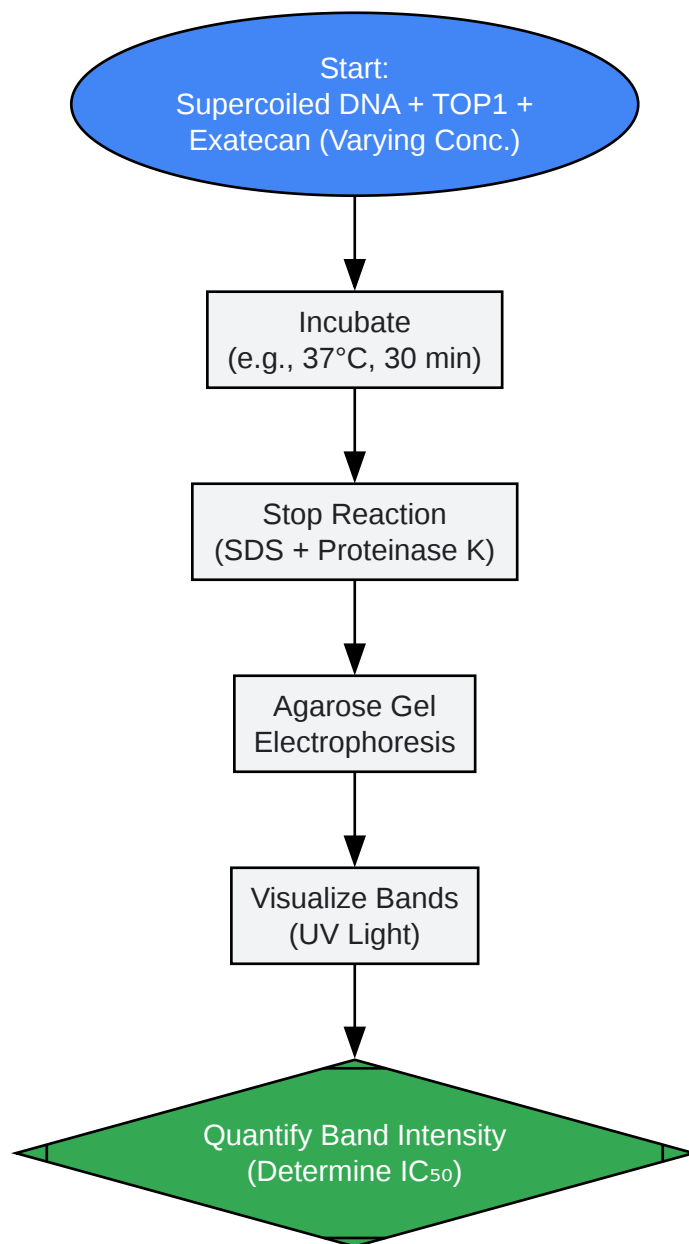 Start:
Supercoiled DNA + TOP1 +
Exatecan (Varying Conc.)
Incubate
(e.g., 37°C, 30 min)
Stop Reaction
(SDS + Proteinase K)
Agarose Gel
Electrophoresis
Visualize Bands
(UV Light)
Quantify Band Intensity
(Determine IC₅₀)